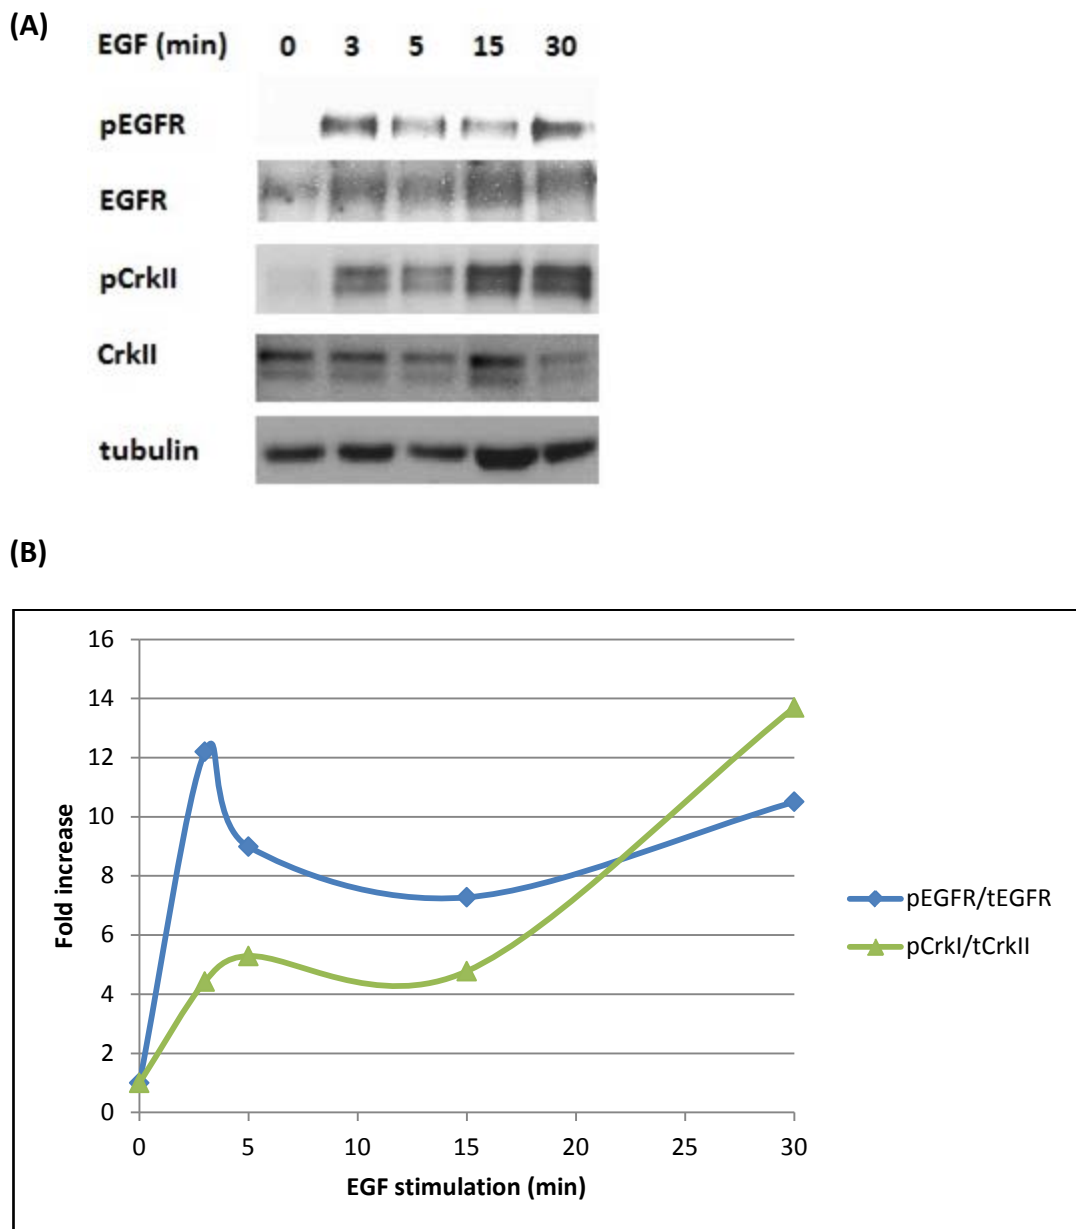 (A)
EGF (min) 0 3 5 15 30
pEGFR
EGFR
pCrkII
CrkII
tubulin
(B)
16
14
12
10
8
6
4
2
0
Fold increase
0 5 10 15 20 25 30
EGF stimulation (min)
pEGFR/tEGFR
pCrkI/tCrkII